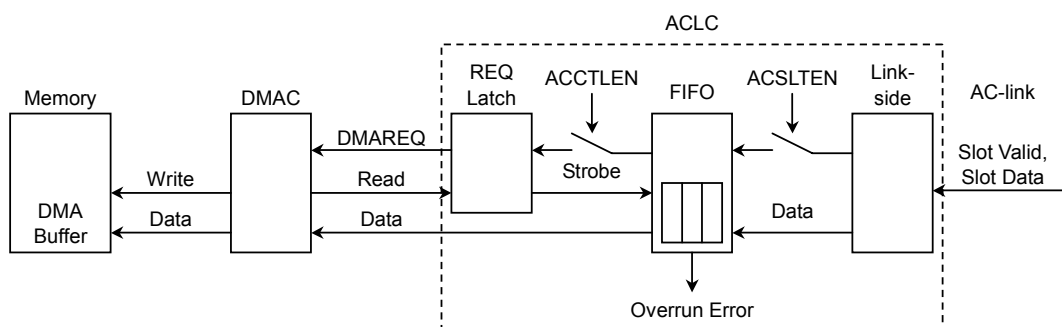 ACLC
REQ
Latch
ACCTLEN
FIFO
ACSLTEN
Link-
side
AC-link
Memory
DMAC
DMAREQ
Strobe
Slot Valid,
Slot Data
Write
Read
DMA
Buffer
Data
Data
Data
Overrun Error